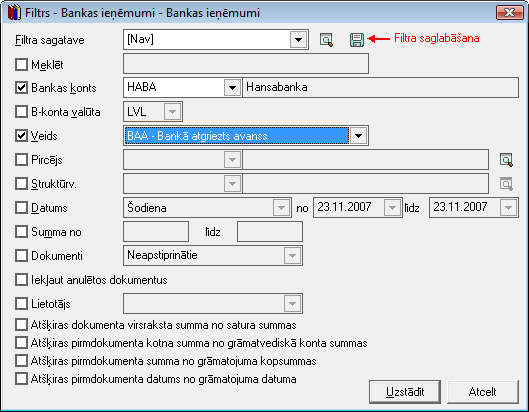 Filtrs - Bankas ieņēmumi - Bankas ieņēmumi
Filtra sagatave [Nav] Filtra saglabāšana
Meklēt
Bankas konts HABA Hansabanka
B-konta valūta LVL
Veids BAA - Bankā atgriezts avanss
Pircējs
Struktūrv.
Datums Šodiena no 23.11.2007 līdz 23.11.2007
Summa no līdz
Dokumenti Neapstiprinātie
Iekļaut anulētos dokumentus
Lietotājs
Atšķiras dokumenta virsraksta summa no satura summas
Atšķiras pirmdokumenta kotna summa no grāmatvediskā konta summas
Atšķiras pirmdokumenta summa no grāmatojuma kopsummas
Atšķiras pirmdokumenta datums no grāmatojuma datuma
Uzstādīt Atcelt